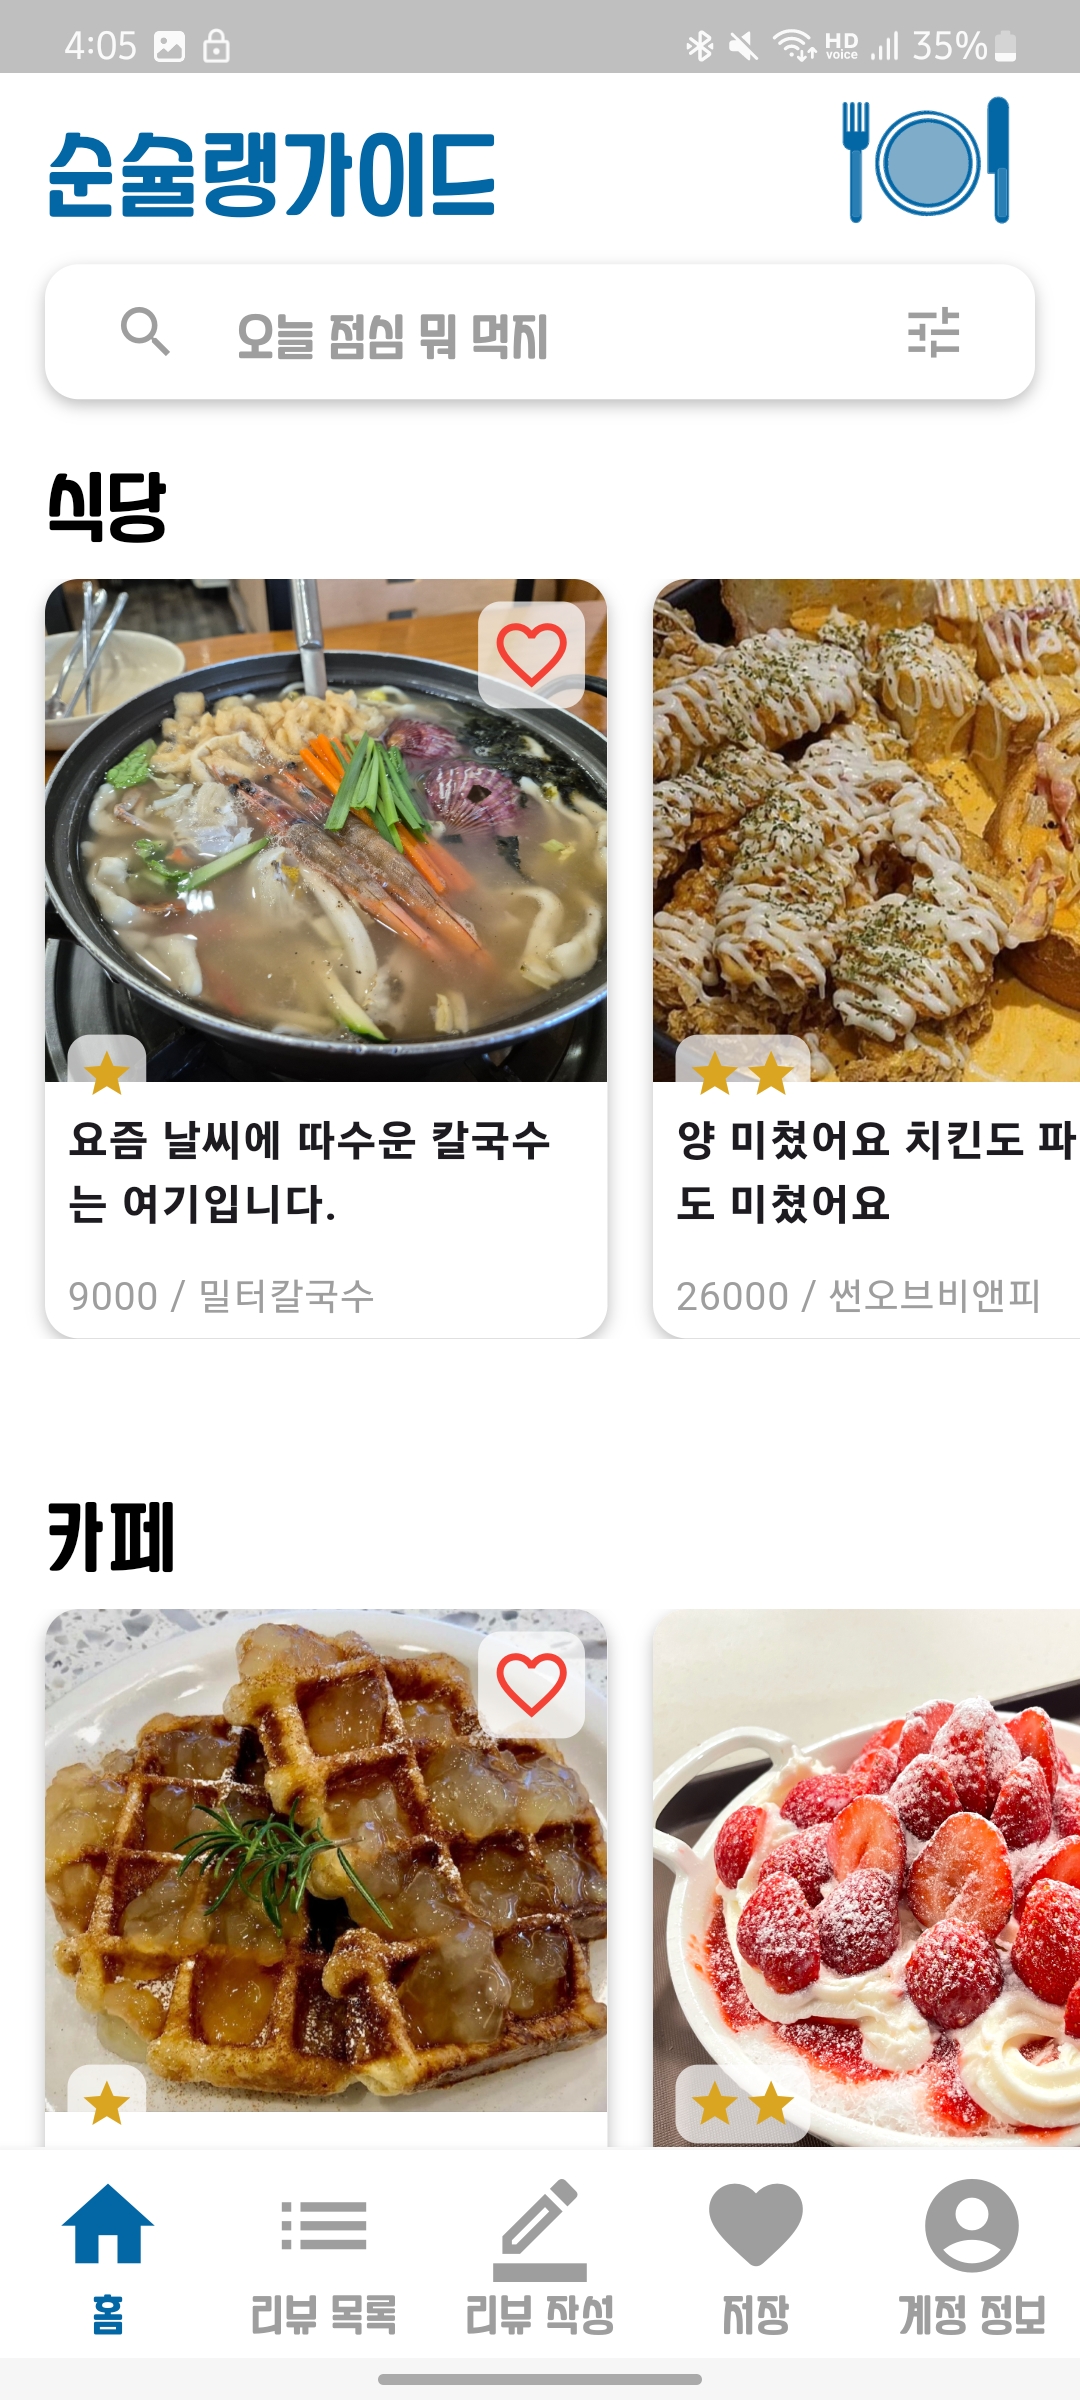 4:05
HD voice 35%
순슐랭가이드
오늘 점심 뭐 먹지
식당
요즘 날씨에 따수운 칼국수
는 여기입니다.
9000 / 밀터칼국수
양 미쳤어요 치킨도 파
도 미쳤어요
26000 / 썬오브비앤피
카페
홈
리뷰 목록
리뷰 작성
저장
계정 정보